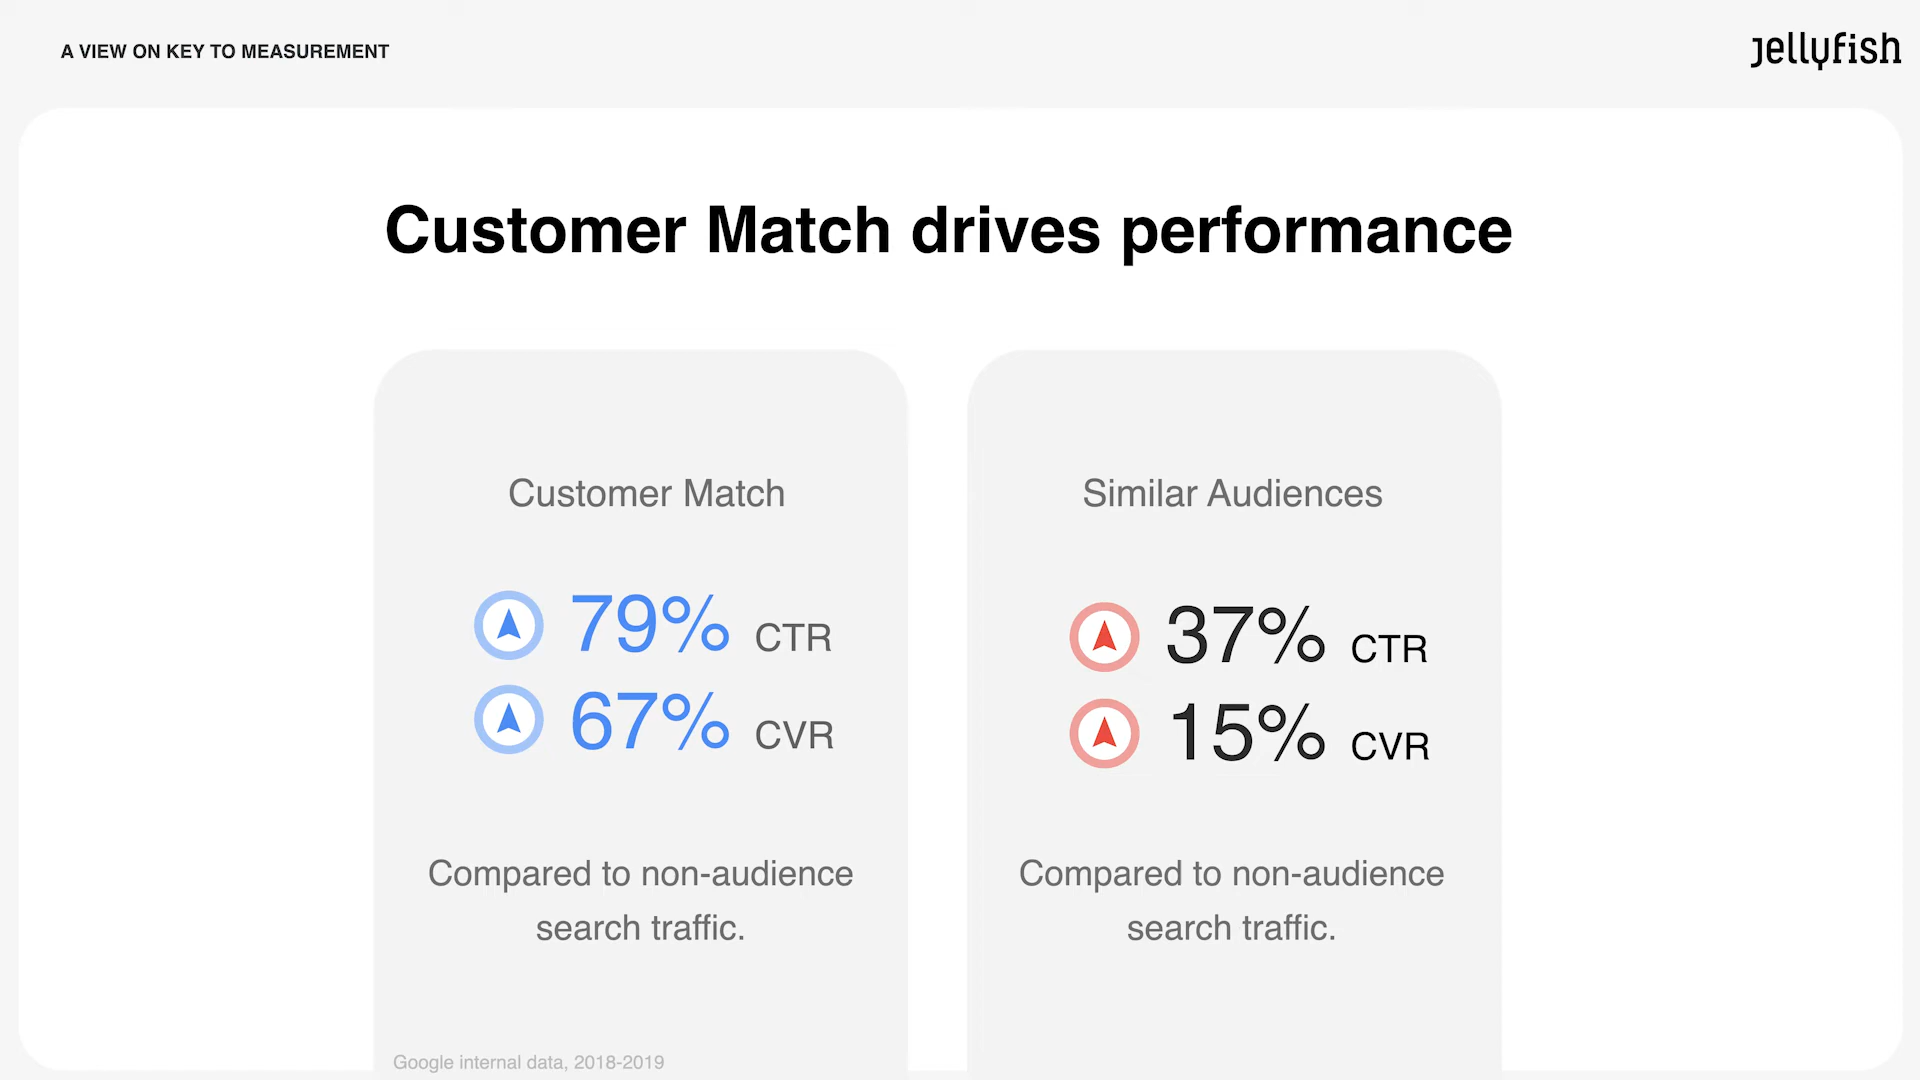 A VIEW ON KEY TO MEASUREMENT
jellyfish
Customer Match drives performance
Customer Match
79% CTR
67% CVR
Compared to non-audience
search traffic.
Similar Audiences
37% CTR
15% CVR
Compared to non-audience
search traffic.
Google internal data, 2018-2019